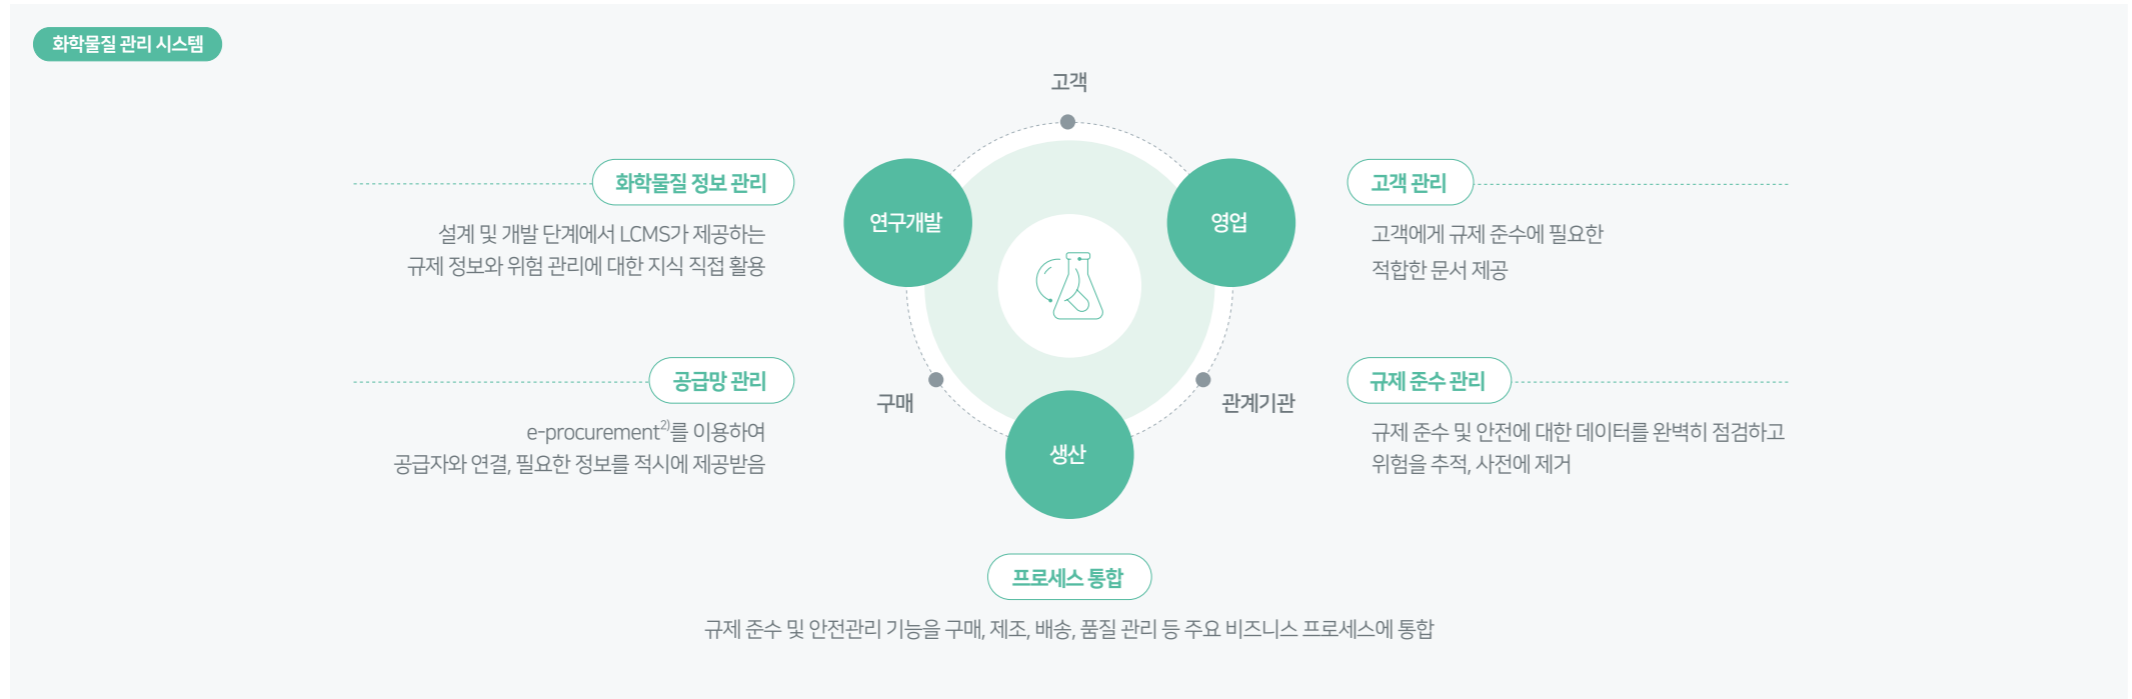 화학물질 관리 시스템
고객
화학물질 정보 관리
설계 및 개발 단계에서 LCMS가 제공하는
규제 정보와 위험 관리에 대한 지식 직접 활용
연구개발
영업
고객 관리
고객에게 규제 준수에 필요한
적합한 문서 제공
공급망 관리
e-procurement2)를 이용하여
공급자와 연결, 필요한 정보를 적시에 제공받음
구매
생산
관계기관
규제 준수 관리
규제 준수 및 안전에 대한 데이터를 완벽히 점검하고
위험을 추적, 사전에 제거
프로세스 통합
규제 준수 및 안전관리 기능을 구매, 제조, 배송, 품질 관리 등 주요 비즈니스 프로세스에 통합